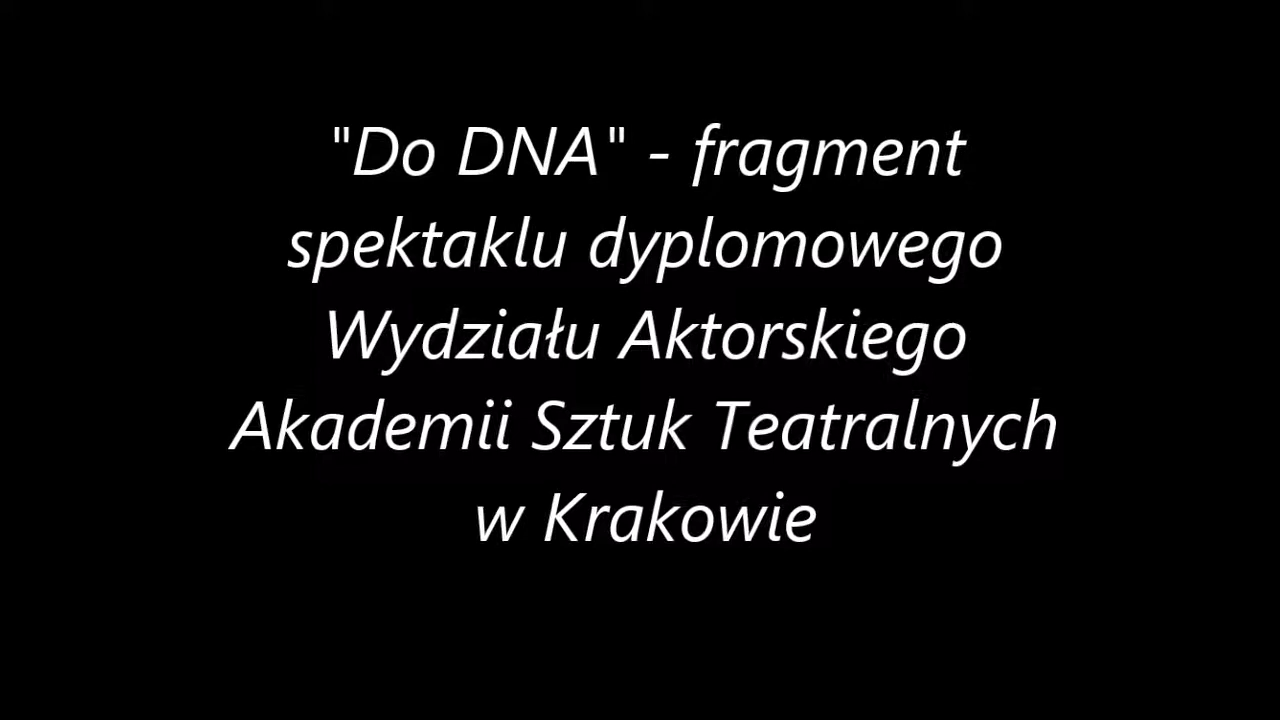 "Do DNA" - fragment
spektaklu dyplomowego
Wydziału Aktorskiego
Akademii Sztuk Teatralnych
w Krakowie